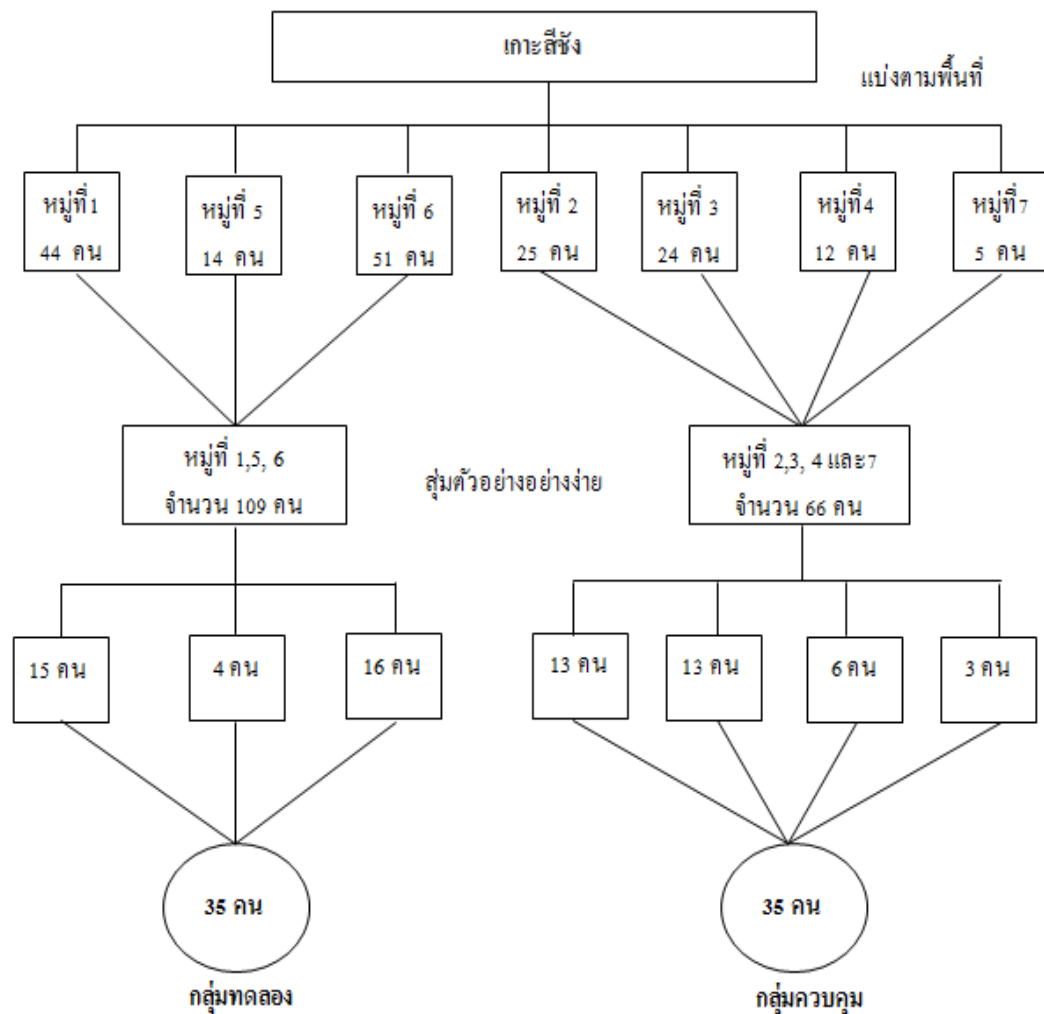 เกาะสีชัง
แบ่งตามพื้นที่
หมู่ที่1
44 คน
หมู่ที่ 5
14 คน
หมู่ที่ 6
51 คน
หมู่ที่ 2
25 คน
หมู่ที่ 3
24 คน
หมู่ที่4
12 คน
หมู่ที่7
5 คน
หมู่ที่ 1,5, 6
จำนวน 109 คน
สุ่มตัวอย่างอย่างง่าย
หมู่ที่ 2,3, 4 และ7
จำนวน 66 คน
15 คน
4 คน
16 คน
13 คน
13 คน
6 คน
3 คน
35 คน
35 คน
กลุ่มทดลอง
กลุ่มควบคุม